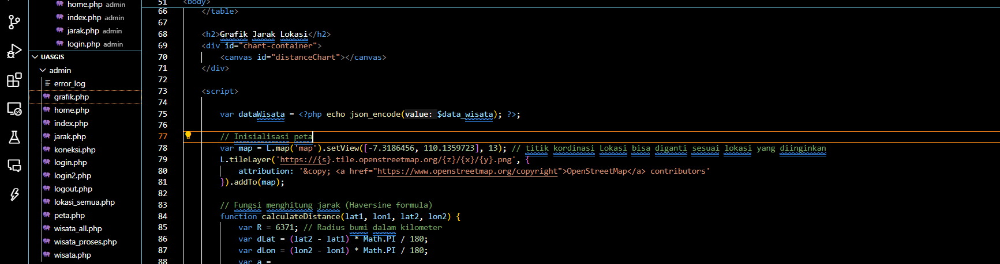 home.php admin
index.php admin
jarak.php admin
login.php admin
UASGIS
admin
error_log
grafik.php
home.php
index.php
jarak.php
koneksi.php
login.php
login2.php
logout.php
lokasi_semua.php
peta.php
wisata_all.php
wisata_proses.php
wisata.php
51 <body>
66 </table>
67
68 <h2>Grafik Jarak Lokasi</h2>
69 <div id="chart-container">
70 <canvas id="distanceChart"></canvas>
71 </div>
72
73 <script>
74
75 var dataWisata = <?php echo json_encode(value: $data_wisata); ?>;
76
77 // Inisialisasi peta
78 var map = L.map('map').setView([-7.3186456, 110.1359723], 13); // titik kordinasi Lokasi bisa diganti sesuai lokasi yang diinginkan
79 L.tileLayer('https://{s}.tile.openstreetmap.org/{z}/{x}/{y}.png', {
80 attribution: '&copy; <a href="https://www.openstreetmap.org/copyright">OpenStreetMap</a> contributors'
81 }).addTo(map);
82
83 // Fungsi menghitung jarak (Haversine formula)
84 function calculateDistance(lat1, lon1, lat2, lon2) {
85 var R = 6371; // Radius bumi dalam kilometer
86 var dLat = (lat2 - lat1) * Math.PI / 180;
87 var dLon = (lon2 - lon1) * Math.PI / 180;
88 var a =